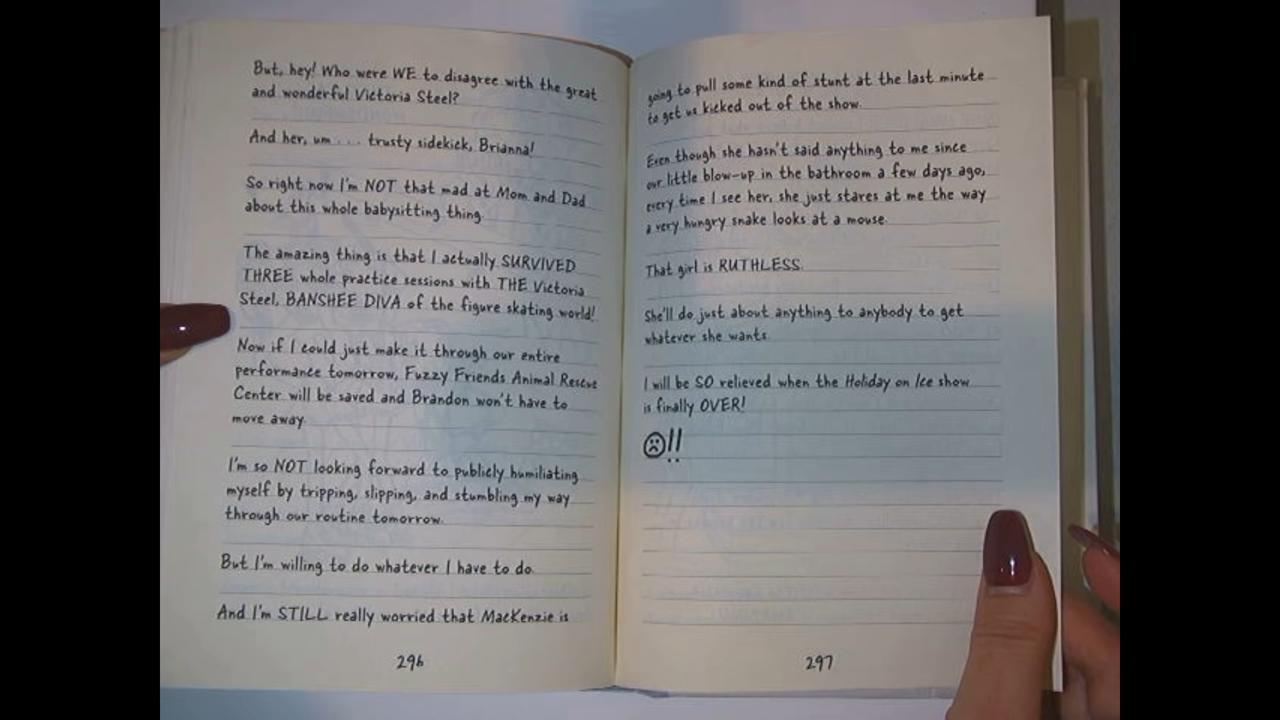 But, hey! Who were WE to disagree with the great
and wonderful Victoria Steel?
And her, um . . . trusty sidekick, Brianna!
So right now I'm NOT that mad at Mom and Dad
about this whole babysitting thing.
The amazing thing is that I actually SURVIVED
THREE whole practice sessions with THE Victoria
Steel, BANSHEE DIVA of the figure skating world!
Now if I could just make it through our entire
performance tomorrow, Fuzzy Friends Animal Rescue
Center will be saved and Brandon won't have to
move away.
I'm so NOT looking forward to publicly humiliating
myself by tripping, slipping, and stumbling my way
through our routine tomorrow.
But I'm willing to do whatever I have to do.
And I'm STILL really worried that MacKenzie is
296
going to pull some kind of stunt at the last minute
to get us kicked out of the show.
Even though she hasn't said anything to me since
our little blow-up in the bathroom a few days ago,
every time I see her, she just stares at me the way
a very hungry snake looks at a mouse.
That girl is RUTHLESS.
She'll do just about anything to anybody to get
whatever she wants.
I will be SO relieved when the Holiday on Ice show
is finally OVER!
☹!!
297